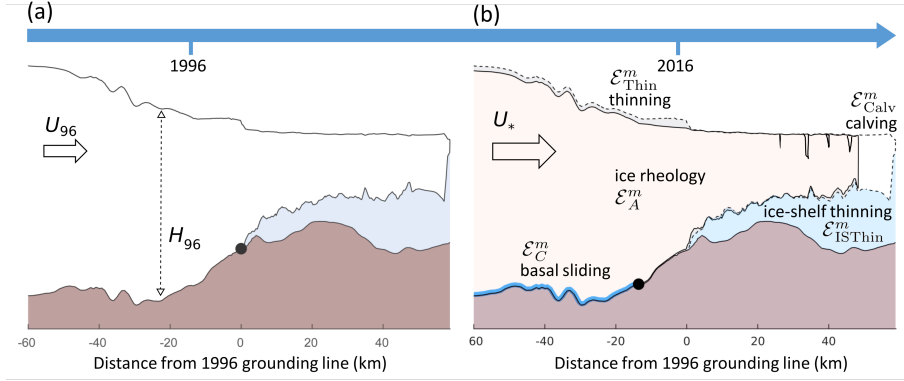 (a)
(b)
1996
2016
U96
H96
-60 -40 -20 0 20 40
Distance from 1996 grounding line (km)
ℰ^m_Thin
thinning
ℰ^m_Calv
calving
U*
ice rheology
ℰ^m_A
ice-shelf thinning
ℰ^m_ISThin
ℰ^m_C
basal sliding
60 -40 -20 0 20 40
Distance from 1996 grounding line (km)